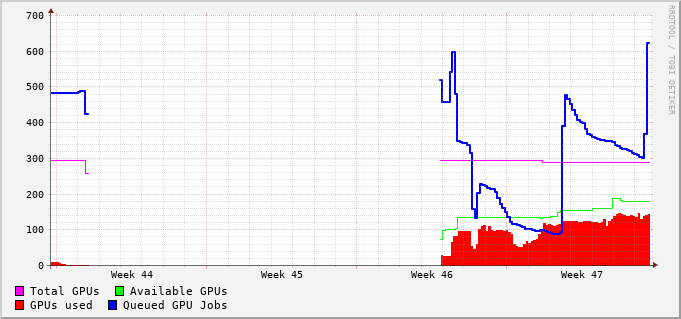 700
600
500
400
300
200
100
0
Week 44 Week 45 Week 46 Week 47
Total GPUs Available GPUs
GPUs used Queued GPU Jobs
RRDTOOL / TOBI OETIKER